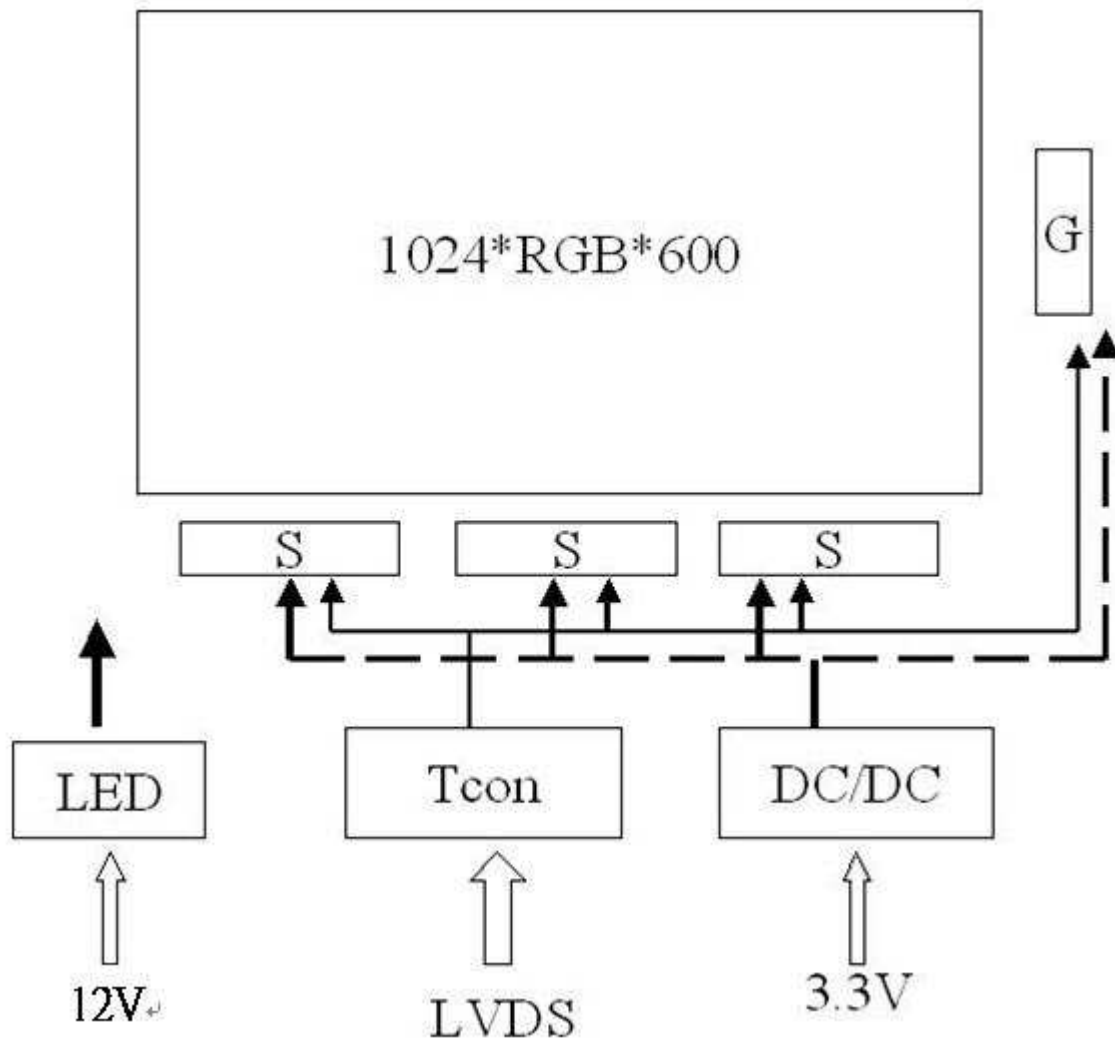 1024*RGB*600
G
S
S
S
LED
Tcon
DC/DC
12V↵
LVDS
3.3V